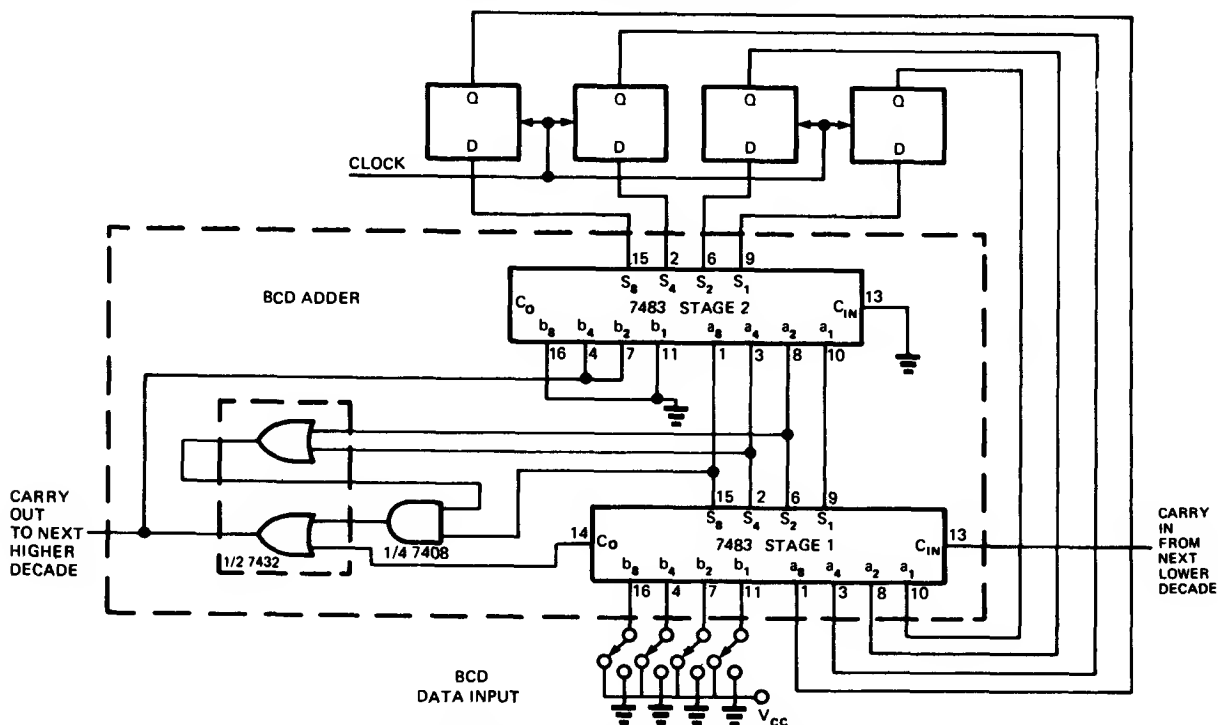 Q
Q
Q
Q
D
D
D
D
CLOCK
15 2 6 9
S8 S4 S2 S1
BCD ADDER
CO 7483 STAGE 2 CIN 13
b8 b4 b2 b1 a8 a4 a2 a1
16 4 7 11 1 3 8 10
CARRY
OUT
TO NEXT
HIGHER
DECADE
1/2 7432
1/4 7408
15 2 6 9
S8 S4 S2 S1
14 CO 7483 STAGE 1 CIN 13
b8 b4 b2 b1 a8 a4 a2 a1
16 4 7 11 1 3 8 10
CARRY
IN
FROM
NEXT
LOWER
DECADE
BCD
DATA INPUT
VCC